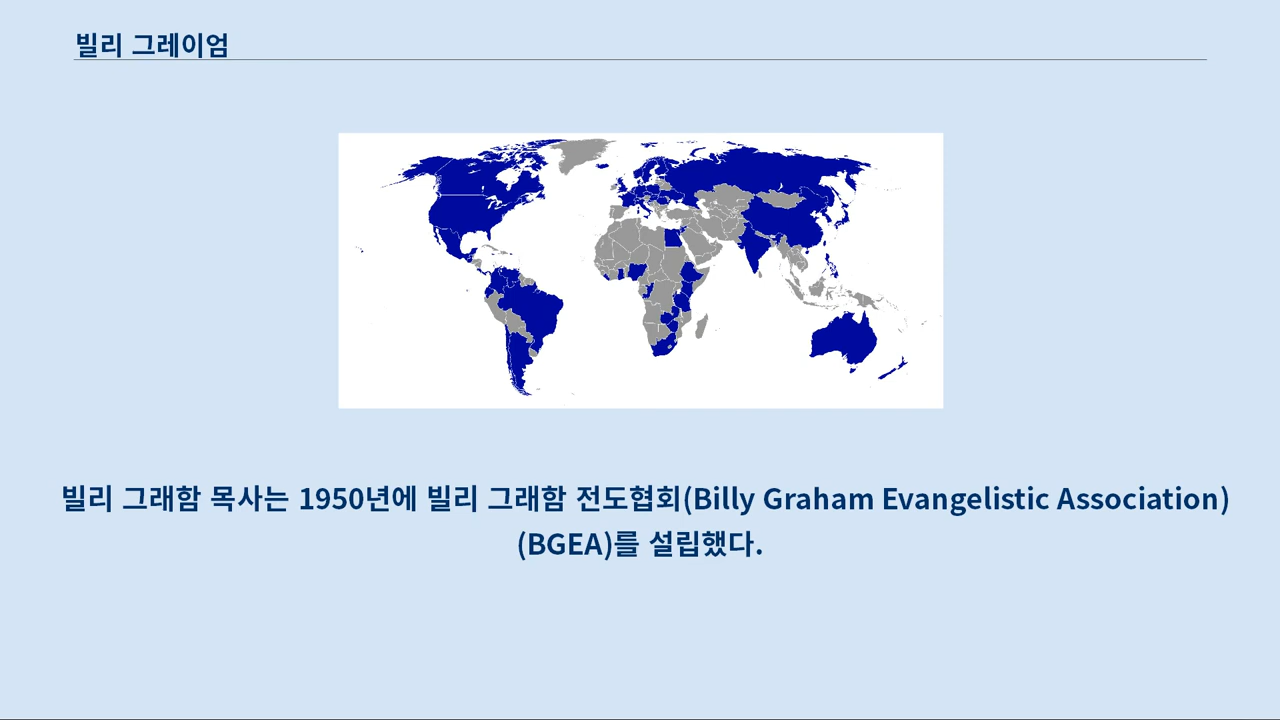 빌리 그레이엄
빌리 그래함 목사는 1950년에 빌리 그래함 전도협회(Billy Graham Evangelistic Association)
(BGEA)를 설립했다.